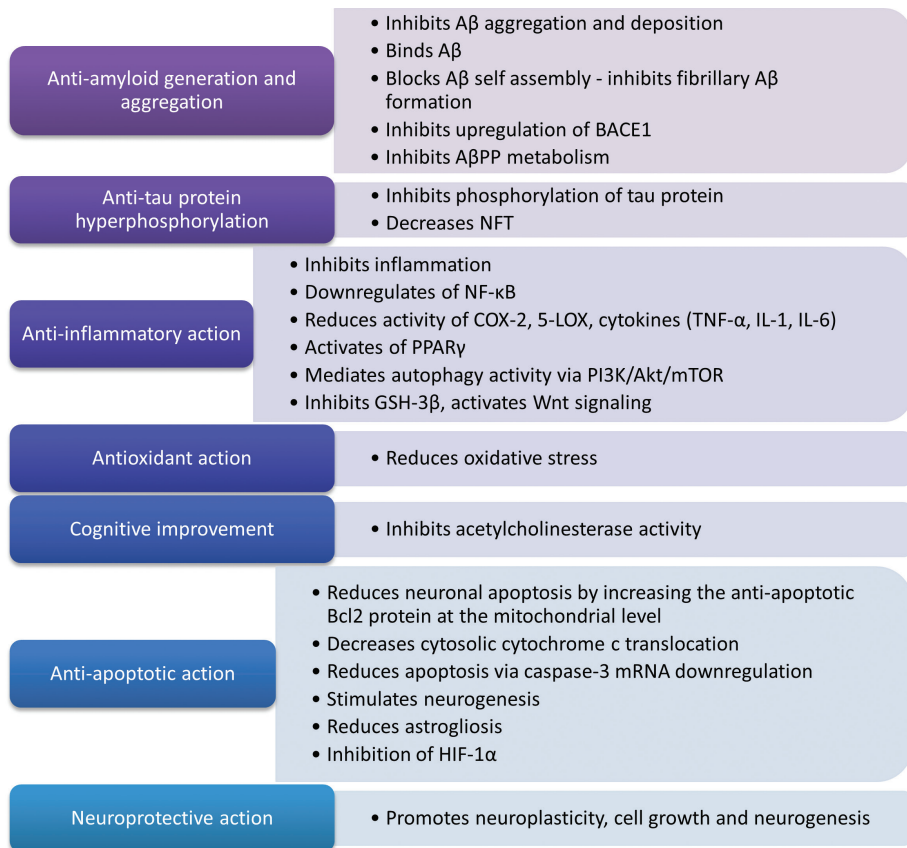 Anti-amyloid generation and
aggregation
• Inhibits Aβ aggregation and deposition
• Binds Aβ
• Blocks Aβ self assembly - inhibits fibrillary Aβ
formation
• Inhibits upregulation of BACE1
• Inhibits AβPP metabolism
Anti-tau protein
hyperphosphorylation
• Inhibits phosphorylation of tau protein
• Decreases NFT
Anti-inflammatory action
• Inhibits inflammation
• Downregulates of NF-κB
• Reduces activity of COX-2, 5-LOX, cytokines (TNF-α, IL-1, IL-6)
• Activates of PPARγ
• Mediates autophagy activity via PI3K/Akt/mTOR
• Inhibits GSH-3β, activates Wnt signaling
Antioxidant action
• Reduces oxidative stress
Cognitive improvement
• Inhibits acetylcholinesterase activity
Anti-apoptotic action
• Reduces neuronal apoptosis by increasing the anti-apoptotic
Bcl2 protein at the mitochondrial level
• Decreases cytosolic cytochrome c translocation
• Reduces apoptosis via caspase-3 mRNA downregulation
• Stimulates neurogenesis
• Reduces astrogliosis
• Inhibition of HIF-1α
Neuroprotective action
• Promotes neuroplasticity, cell growth and neurogenesis